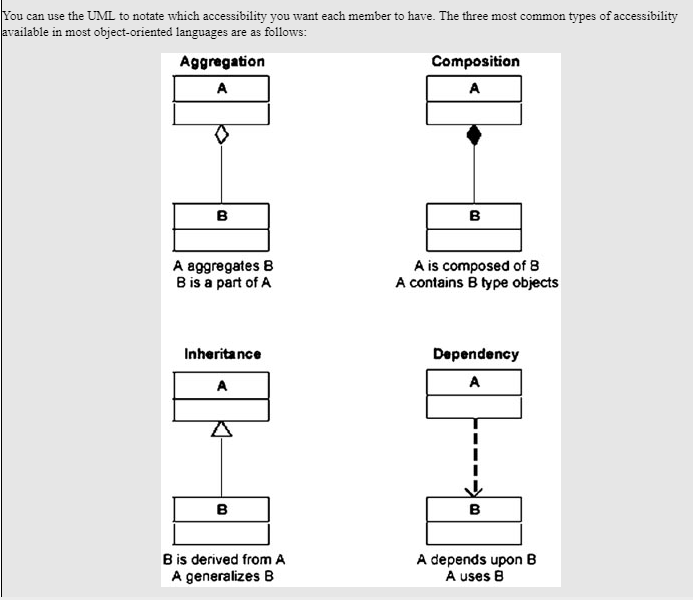 You can use the UML to notate which accessibility you want each member to have. The three most common types of accessibility
available in most object-oriented languages are as follows:
Aggregation
A
B
A aggregates B
B is a part of A
Composition
A
B
A is composed of B
A contains B type objects
Inheritance
A
B
B is derived from A
A generalizes B
Dependency
A
B
A depends upon B
A uses B